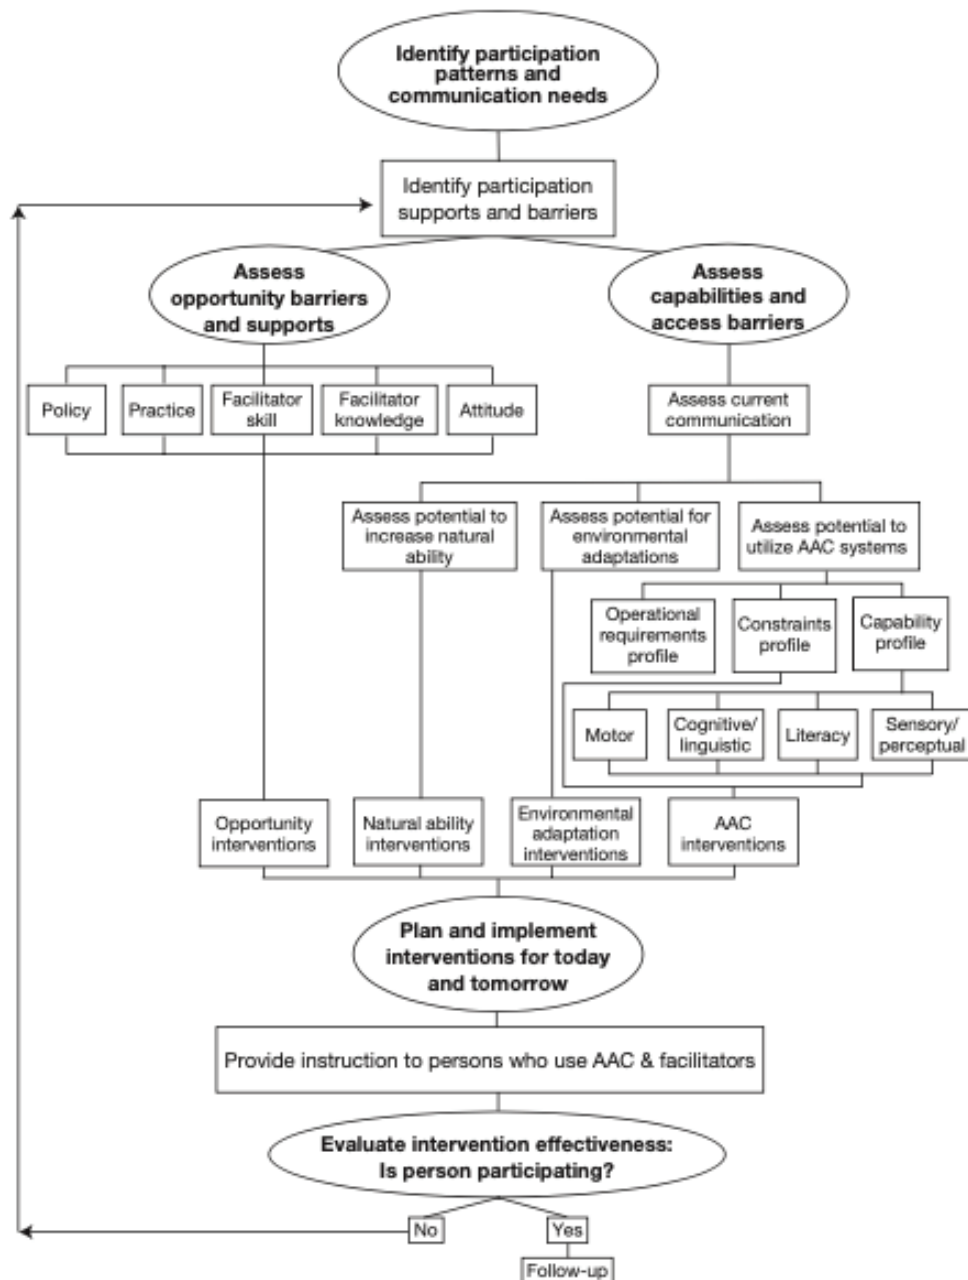 Identify participation
patterns and
communication needs
Identify participation
supports and barriers
Assess
opportunity barriers
and supports
Assess
capabilities and
access barriers
Policy
Practice
Facilitator
skill
Facilitator
knowledge
Attitude
Assess current
communication
Assess potential to
increase natural
ability
Assess potential for
environmental
adaptations
Assess potential to
utilize AAC systems
Operational
requirements
profile
Constraints
profile
Capability
profile
Motor
Cognitive/
linguistic
Literacy
Sensory/
perceptual
Opportunity
interventions
Natural ability
interventions
Environmental
adaptation
interventions
AAC
interventions
Plan and implement
interventions for today
and tomorrow
Provide instruction to persons who use AAC & facilitators
Evaluate intervention effectiveness:
Is person participating?
No
Yes
Follow-up